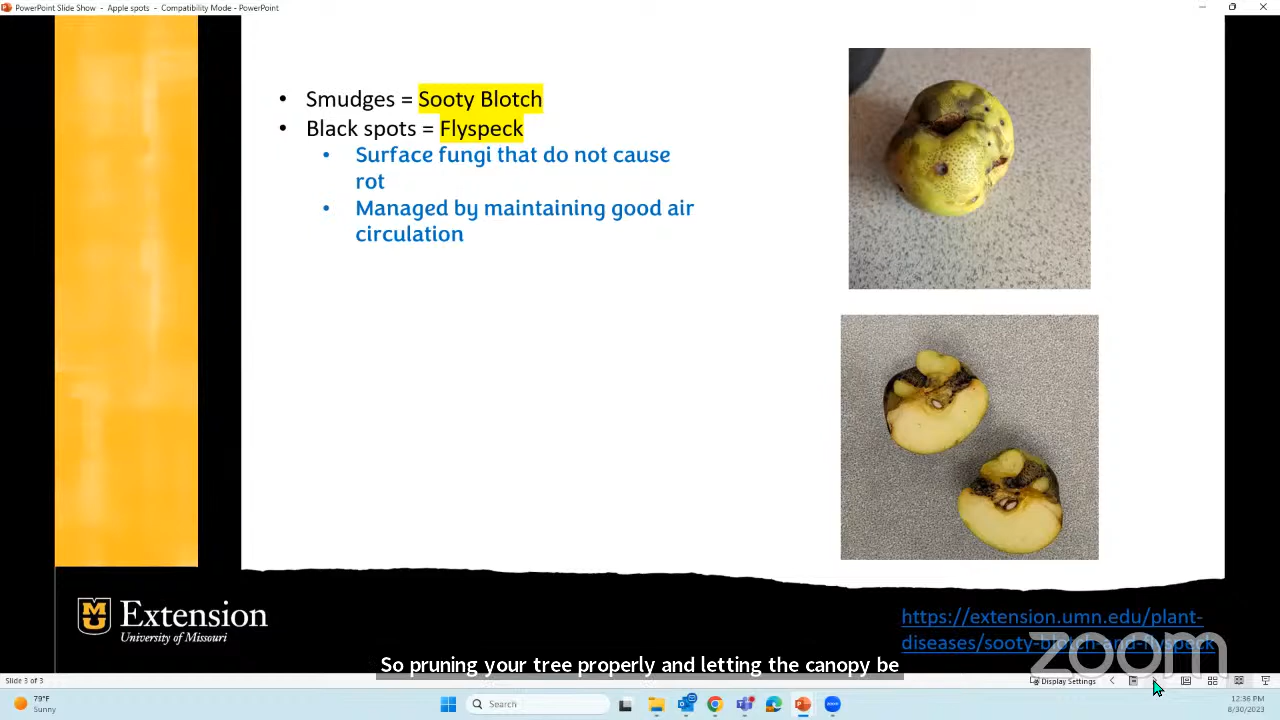 PowerPoint Slide Show - Apple spots - Compatibility Mode - PowerPoint
• Smudges = Sooty Blotch
• Black spots = Flyspeck
• Surface fungi that do not cause
rot
• Managed by maintaining good air
circulation
MU Extension
University of Missouri
https://extension.umn.edu/plant-
diseases/sooty-blotch-and-flyspeck
zoom
So pruning your tree properly and letting the canopy be
Slide 3 of 3
Display Settings
79°F
Sunny
Search
12:36 PM
8/30/2023